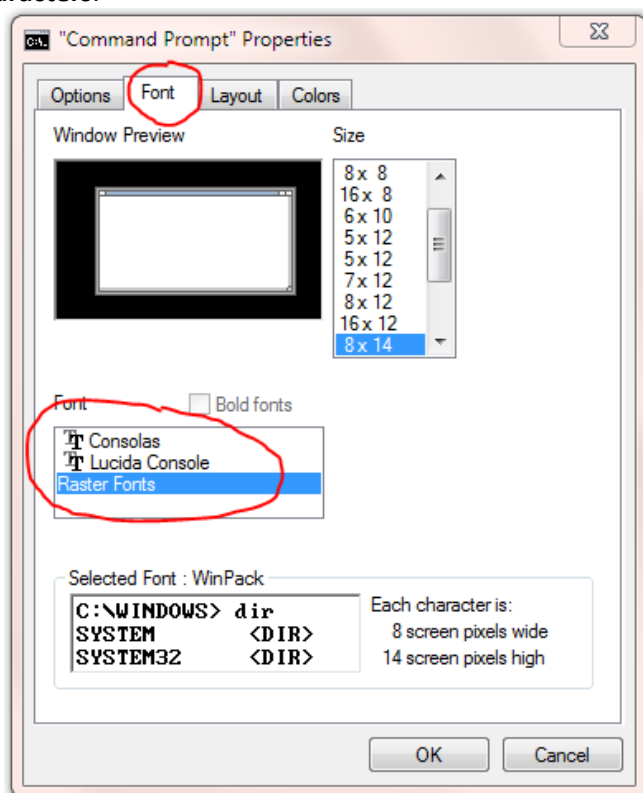 "Command Prompt" Properties
Options Font Layout Colors
Window Preview Size
8 x 8
16 x 8
6 x 10
5 x 12
5 x 12
7 x 12
8 x 12
16 x 12
8 x 14
Font Bold fonts
Consolas
Lucida Console
Raster Fonts
Selected Font : WinPack
C:\WINDOWS> dir
SYSTEM <DIR>
SYSTEM32 <DIR>
Each character is:
8 screen pixels wide
14 screen pixels high
OK Cancel